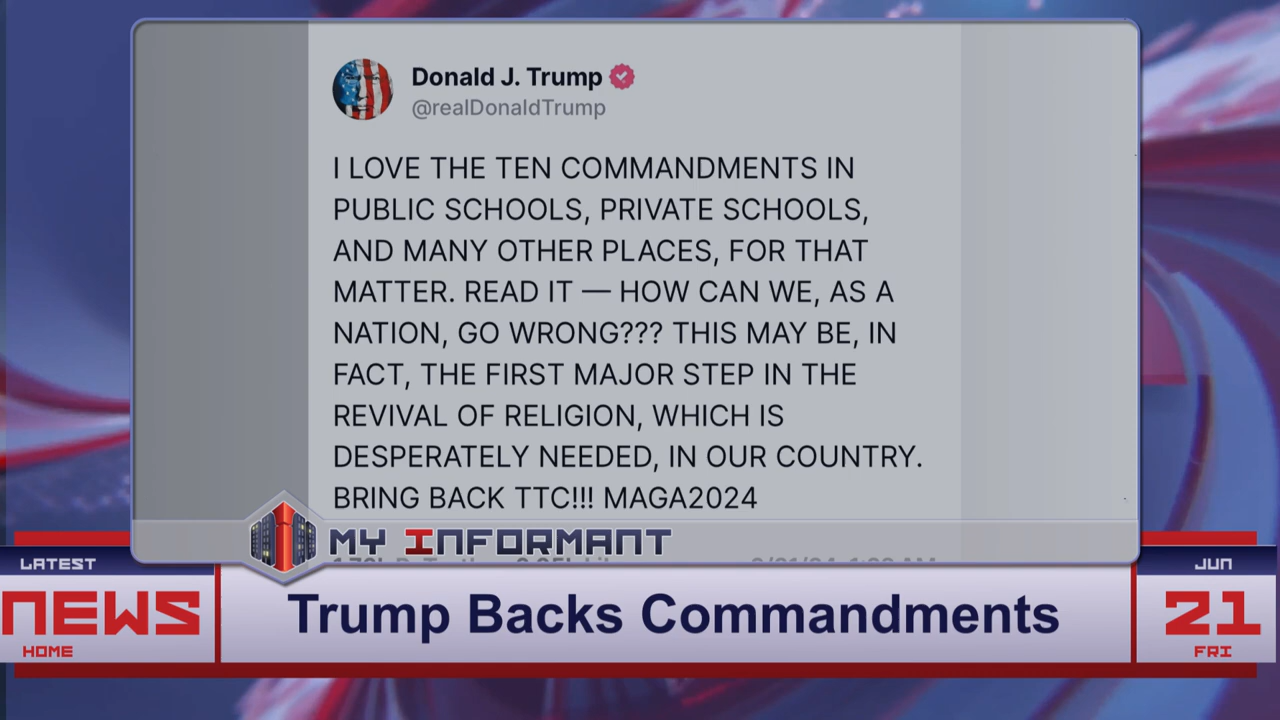 Donald J. Trump
@realDonaldTrump
I LOVE THE TEN COMMANDMENTS IN
PUBLIC SCHOOLS, PRIVATE SCHOOLS,
AND MANY OTHER PLACES, FOR THAT
MATTER. READ IT — HOW CAN WE, AS A
NATION, GO WRONG??? THIS MAY BE, IN
FACT, THE FIRST MAJOR STEP IN THE
REVIVAL OF RELIGION, WHICH IS
DESPERATELY NEEDED, IN OUR COUNTRY.
BRING BACK TTC!!! MAGA2024
MY INFORMANT
LATEST
NEWS
HOME
Trump Backs Commandments
JUN
21
FRI